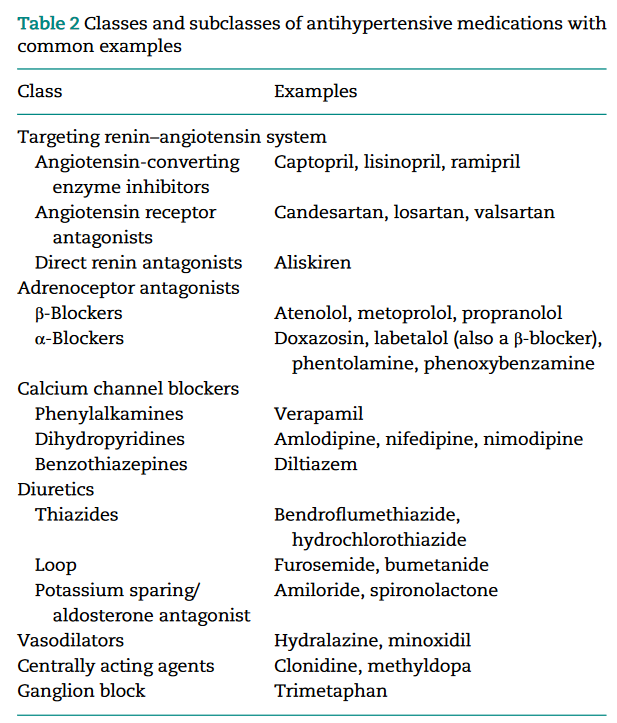 Table 2 Classes and subclasses of antihypertensive medications with
common examples
Class Examples
Targeting renin–angiotensin system
Angiotensin-converting Captopril, lisinopril, ramipril
enzyme inhibitors
Angiotensin receptor Candesartan, losartan, valsartan
antagonists
Direct renin antagonists Aliskiren
Adrenoceptor antagonists
β-Blockers Atenolol, metoprolol, propranolol
α-Blockers Doxazosin, labetalol (also a β-blocker),
phentolamine, phenoxybenzamine
Calcium channel blockers
Phenylalkamines Verapamil
Dihydropyridines Amlodipine, nifedipine, nimodipine
Benzothiazepines Diltiazem
Diuretics
Thiazides Bendroflumethiazide,
hydrochlorothiazide
Loop Furosemide, bumetanide
Potassium sparing/ Amiloride, spironolactone
aldosterone antagonist
Vasodilators Hydralazine, minoxidil
Centrally acting agents Clonidine, methyldopa
Ganglion block Trimetaphan